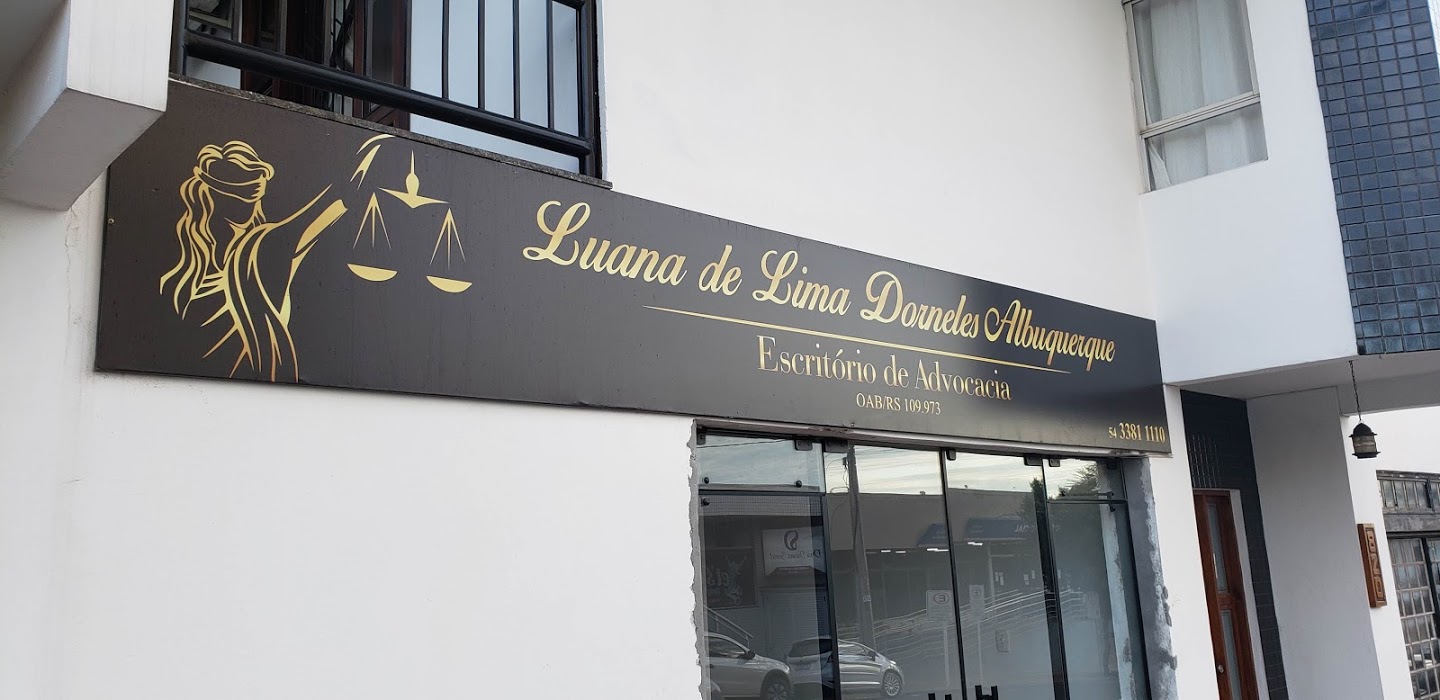 Luana de Lima Dorneles Albuquerque
Escritório de Advocacia
OAB/RS 109.973
54 3381 1110